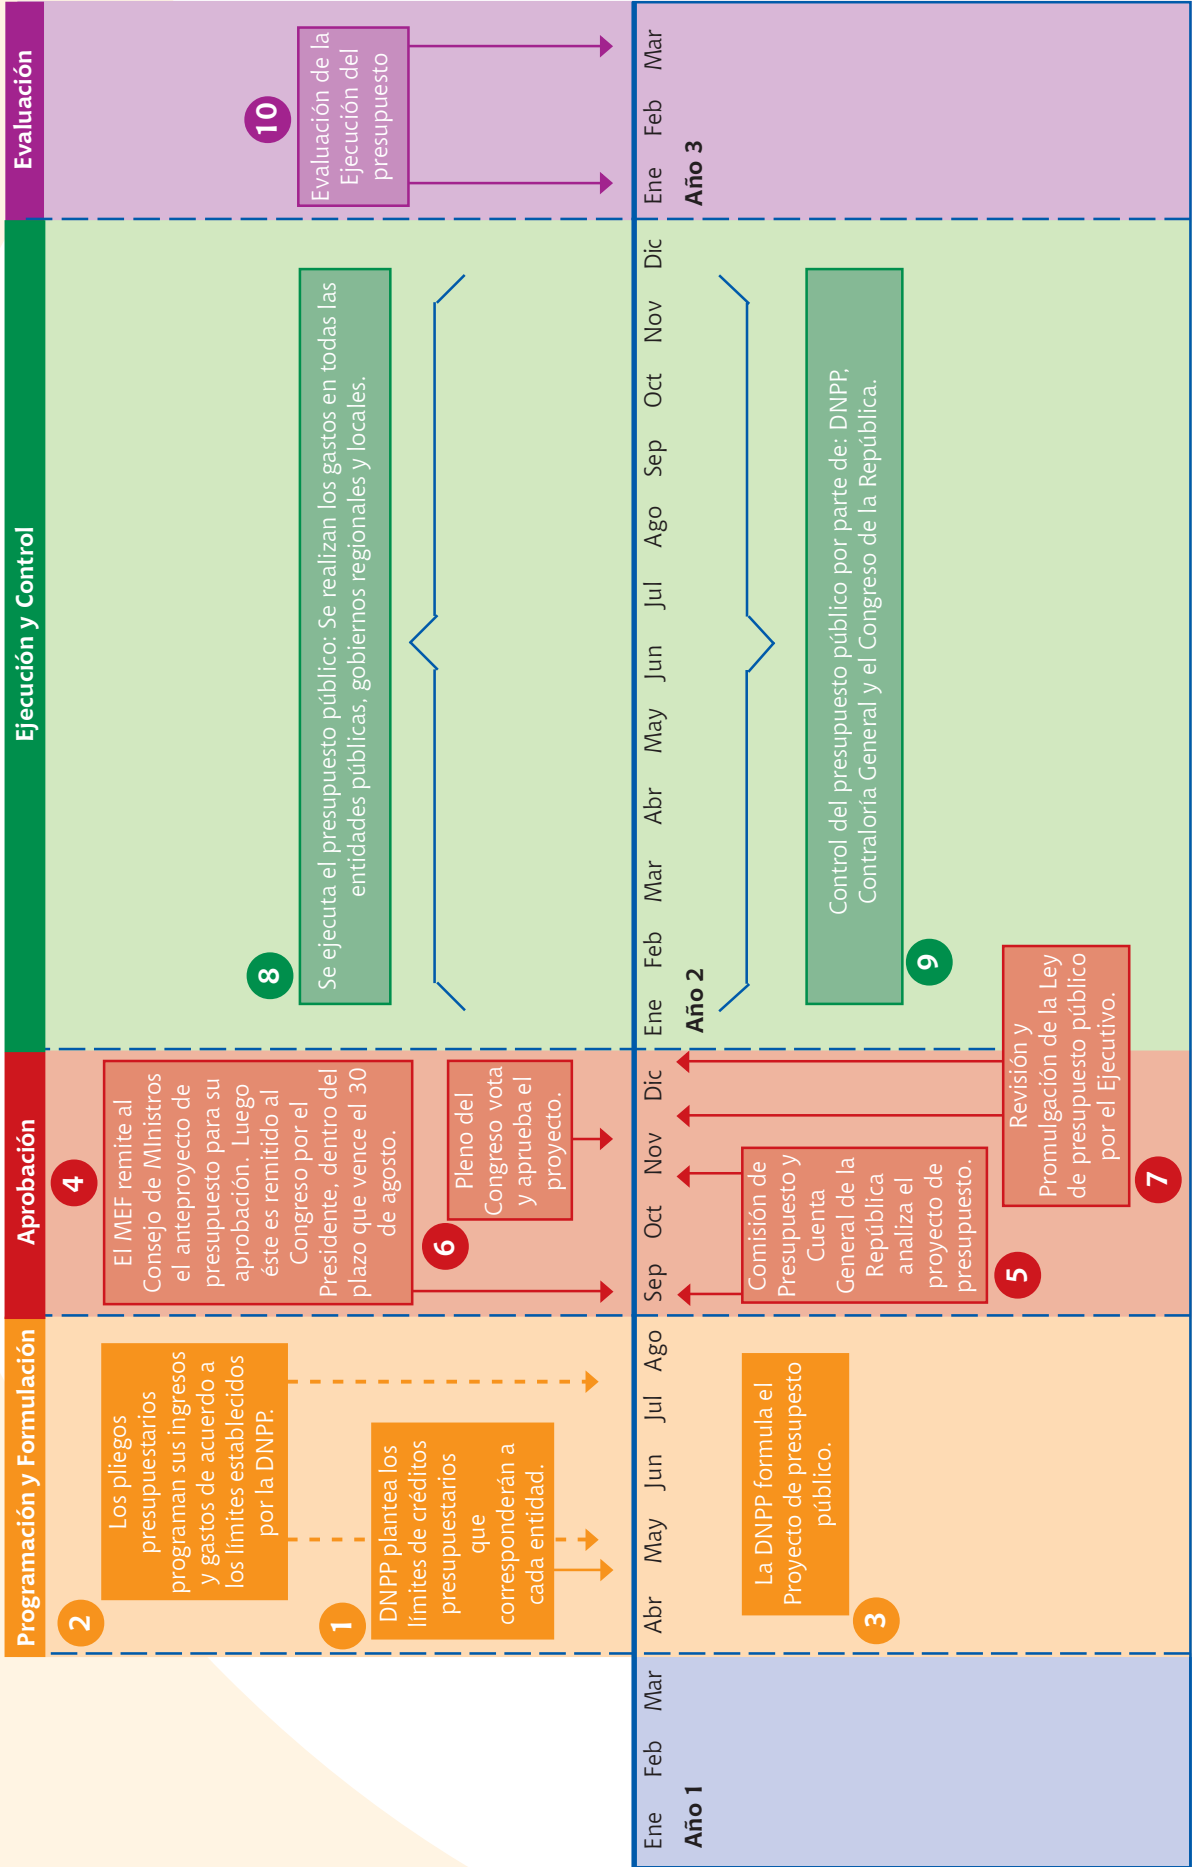 Programación y Formulación
Aprobación
Ejecución y Control
Evaluación
2
Los pliegos
presupuestarios
programan sus ingresos
y gastos de acuerdo a
los límites establecidos
por la DNPP.
1
DNPP plantea los
límites de créditos
presupuestarios
que
corresponderán a
cada entidad.
4
El MEF remite al
Consejo de MInistros
el anteproyecto de
presupuesto para su
aprobación. Luego
éste es remitido al
Congreso por el
Presidente, dentro del
plazo que vence el 30
de agosto.
6
Pleno del
Congreso vota
y aprueba el
proyecto.
8
Se ejecuta el presupuesto público: Se realizan los gastos en todas las
entidades públicas, gobiernos regionales y locales.
10
Evaluación de la
Ejecución del
presupuesto
Ene Feb Mar Abr May Jun Jul Ago Sep Oct Nov Dic Ene Feb Mar Abr May Jun Jul Ago Sep Oct Nov Dic Ene Feb Mar
Año 1 Año 2 Año 3
La DNPP formula el
Proyecto de presupesto
público.
3
Comisión de
Presupuesto y
Cuenta
General de la
República
analiza el
proyecto de
presupuesto.
5
Revisión y
Promulgación de la Ley
de presupuesto público
por el Ejecutivo.
7
Control del presupuesto público por parte de: DNPP,
Contraloría General y el Congreso de la República.
9